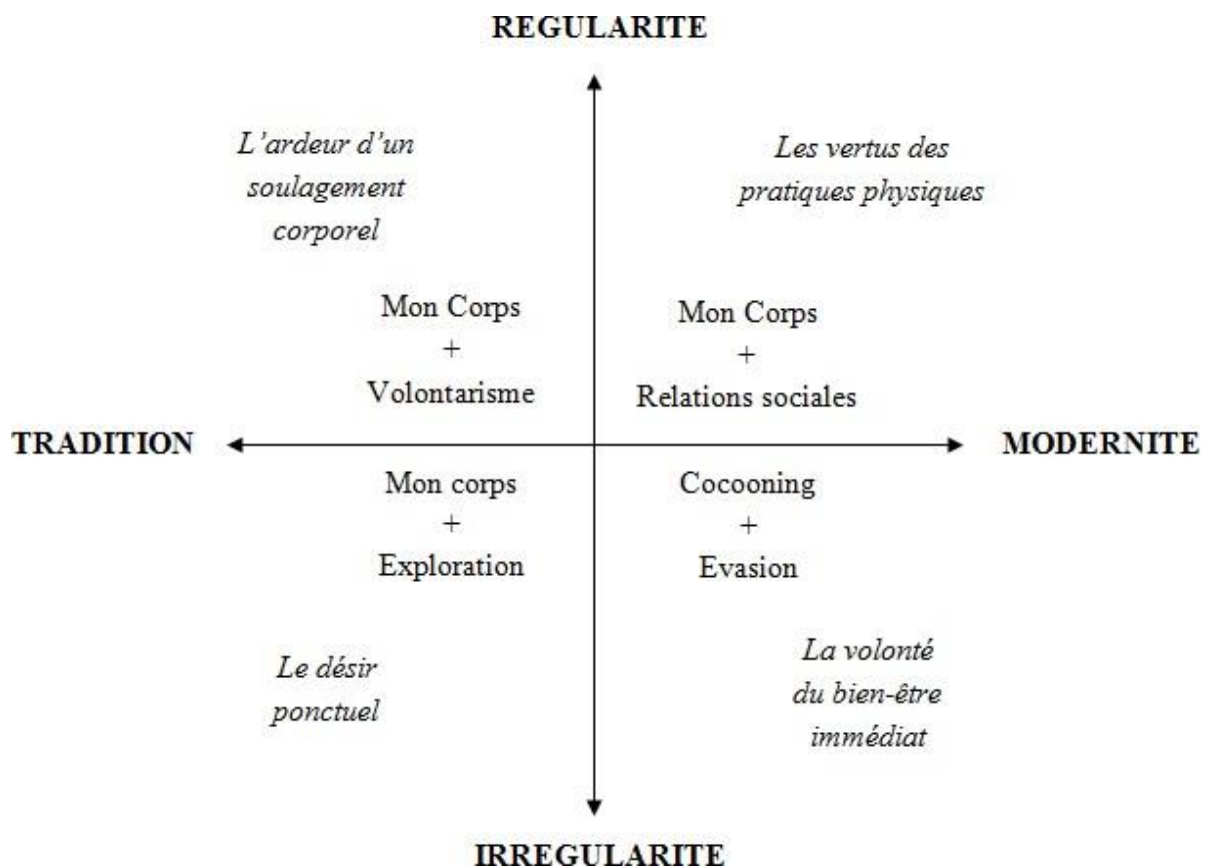 REGULARITE
L'ardeur d'un
soulagement
corporel
Les vertus des
pratiques physiques
Mon Corps
+
Volontarisme
Mon Corps
+
Relations sociales
TRADITION
MODERNITE
Mon corps
+
Exploration
Cocooning
+
Evasion
Le désir
ponctuel
La volonté
du bien-être
immédiat
IRREGULARITE